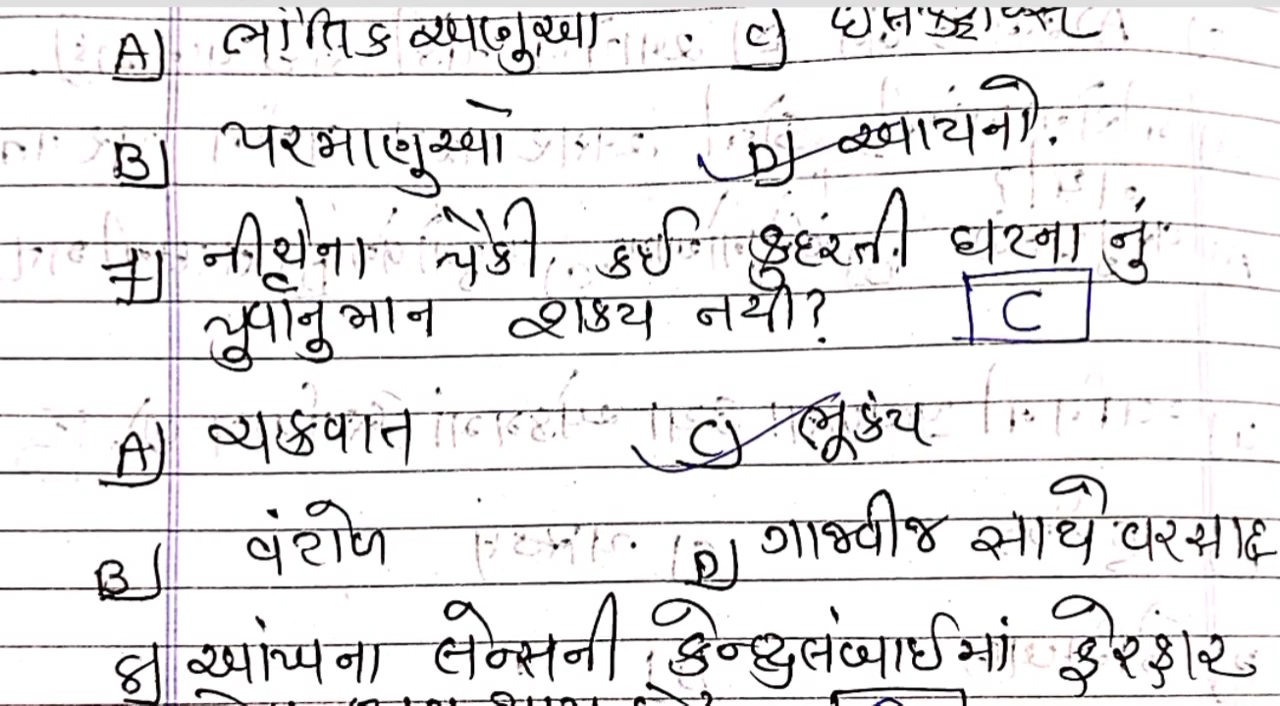 A) ભૌતિક અણુઓ C) ઇલેક્ટ્રોન્સ
B) પરમાણુઓ D) આયનો.
7) નીચેના પૈકી કઈ કુદરતી ઘટના નું
પુર્વાનુમાન શક્ય નથી? C
A) ચક્રવાત C) ભૂકંપ
B) વંટોળ D) ગાજવીજ સાથે વરસાદ
8) આંખના લેન્સની કેન્દ્રલંબાઈમાં ફેરફાર